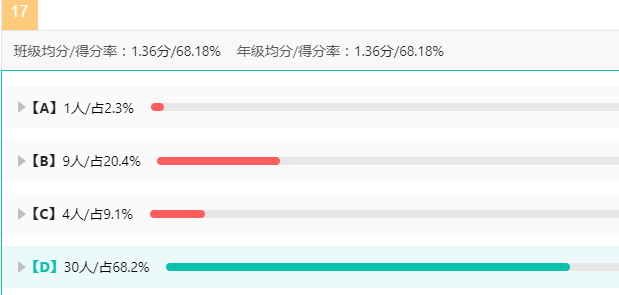 17
班级均分/得分率：1.36分/68.18% 年级均分/得分率：1.36分/68.18%
【A】1人/占2.3%
【B】9人/占20.4%
【C】4人/占9.1%
【D】30人/占68.2%